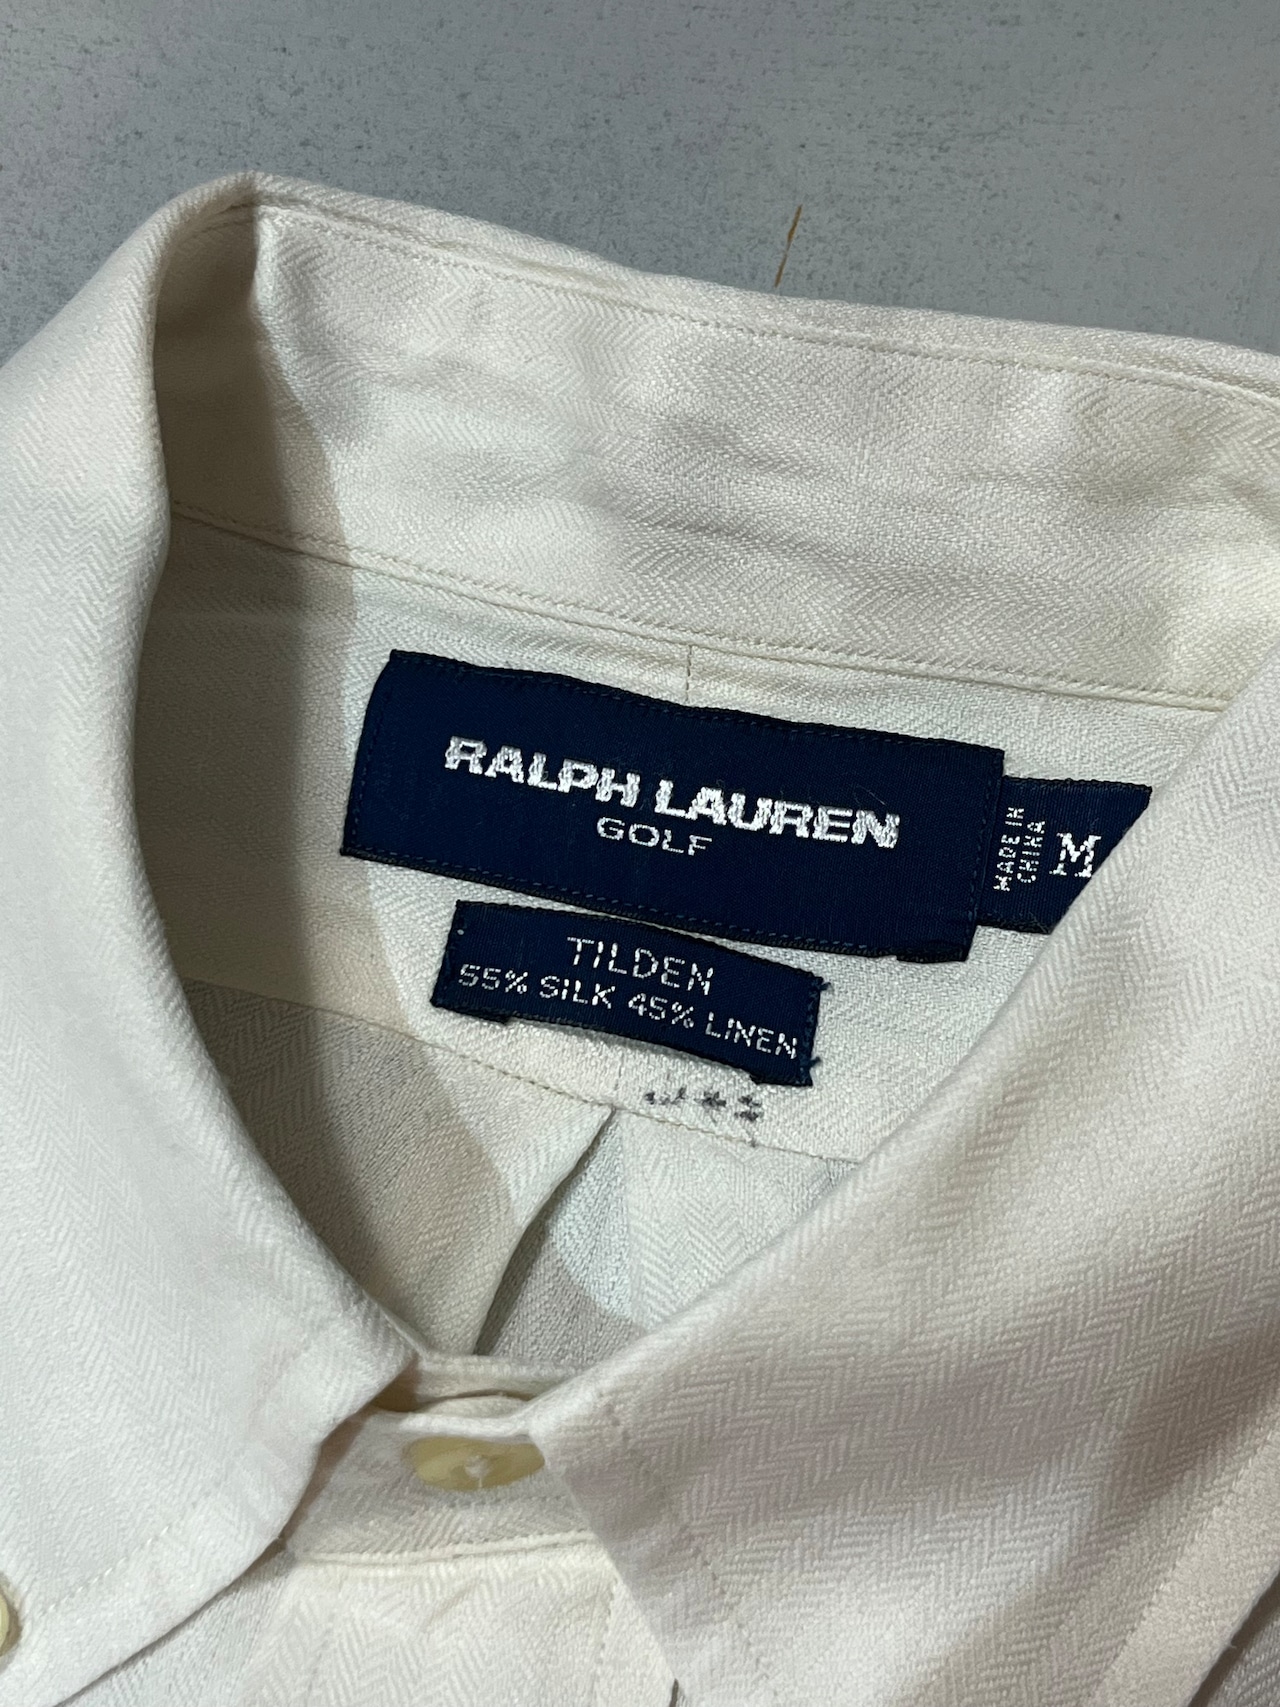 RALPH LAUREN
GOLF
MADE IN
CHINA
M
TILDEN
55% SILK 45% LINEN